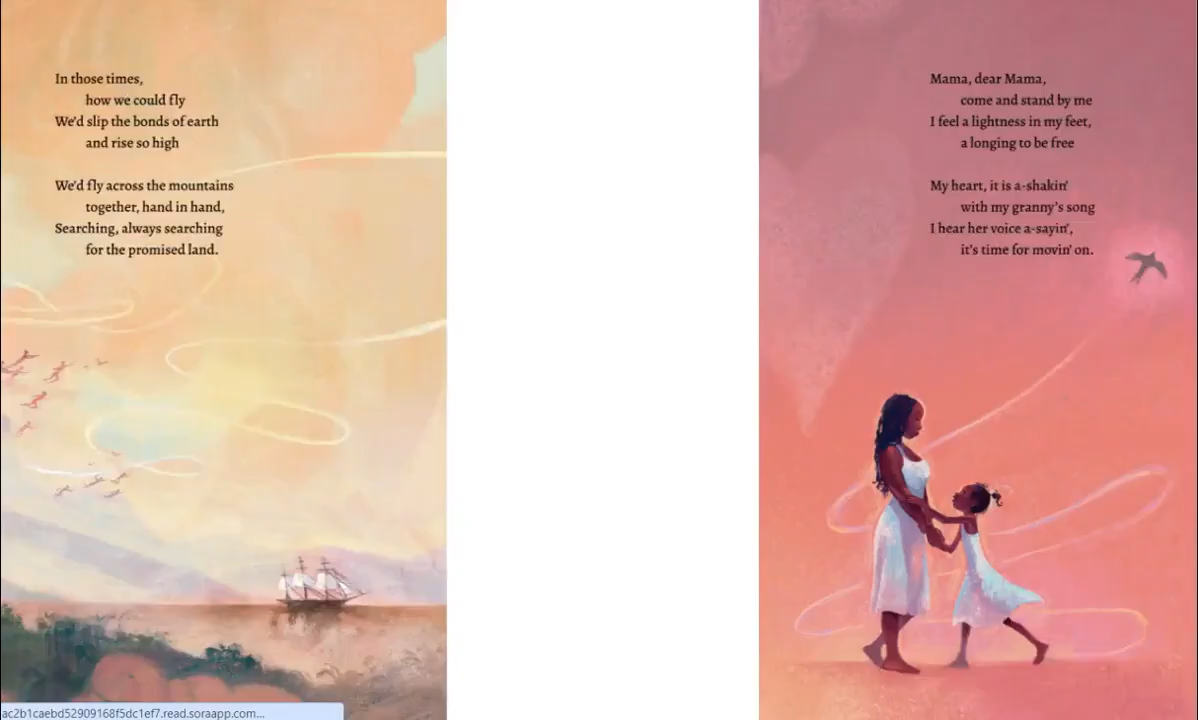 In those times,
how we could fly
We'd slip the bonds of earth
and rise so high
We'd fly across the mountains
together, hand in hand,
Searching, always searching
for the promised land.
Mama, dear Mama,
come and stand by me
I feel a lightness in my feet,
a longing to be free
My heart, it is a-shakin'
with my granny's song
I hear her voice a-sayin',
it's time for movin' on.
ac2b1caebd52909168f5dc1ef7.read.soraapp.com...